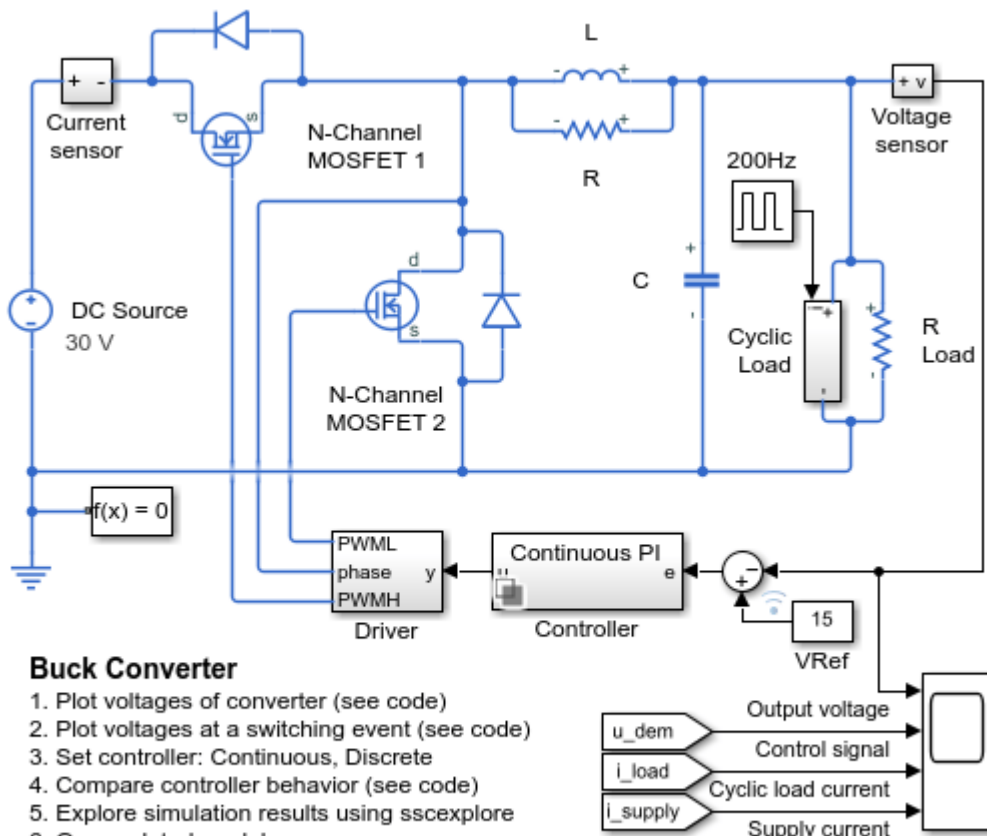 L
+ -
Current
sensor
d
s
N-Channel
MOSFET 1
- +
- +
R
+ v
Voltage
sensor
200Hz
+
-
DC Source
30 V
d
s
N-Channel
MOSFET 2
+
C
-
+
-
Cyclic
Load
+
-
R
Load
f(x) = 0
PWML
phase
PWMH
y
Driver
Continuous PI
e
Controller
-
+
15
VRef
Buck Converter
1. Plot voltages of converter (see code)
2. Plot voltages at a switching event (see code)
3. Set controller: Continuous, Discrete
4. Compare controller behavior (see code)
5. Explore simulation results using sscexplore
u_dem
i_load
i_supply
Output voltage
Control signal
Cyclic load current
Supply current